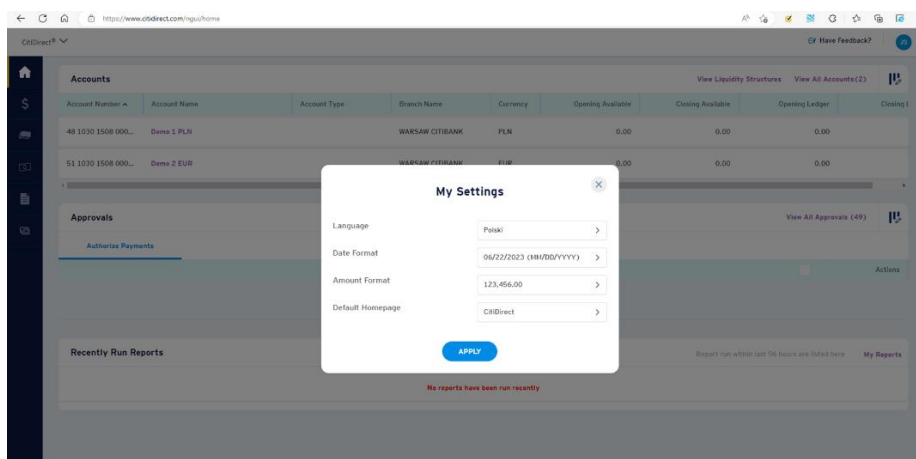 https://www.citidirect.com/ngui/home
CitiDirect®
Have Feedback?
Accounts
View Liquidity Structures View All Accounts(2)
Account Number Account Name Account Type Branch Name Currency Opening Available Closing Available Opening Ledger Closing
48 1030 1508 000... Demo 1 PLN WARSAW CITIBANK PLN 0.00 0.00 0.00
51 1030 1508 000... Demo 2 EUR WARSAW CITIBANK EUR 0.00 0.00 0.00
My Settings
Language Polski
Date Format 06/22/2023 (MM/DD/YYYY)
Amount Format 123,456.00
Default Homepage CitiDirect
APPLY
Approvals
View All Approvals (49)
Authorize Payments
Actions
Recently Run Reports
Report run within last 96 hours are listed here My Reports
No reports have been run recently